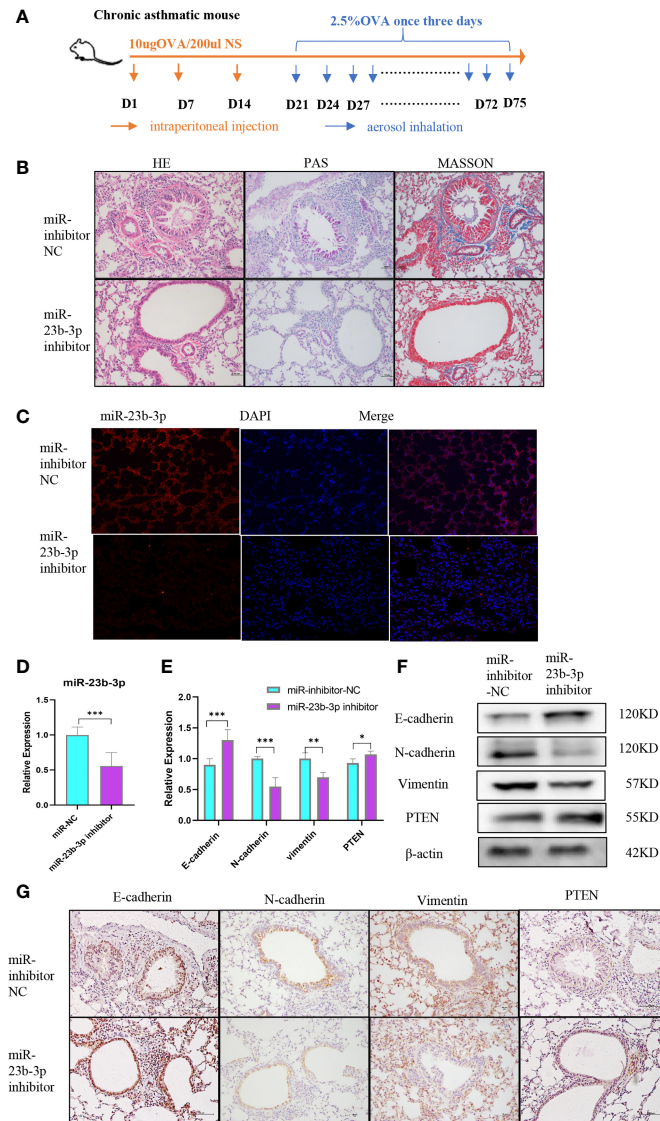 A
Chronic asthmatic mouse
10ugOVA/200ul NS
2.5%OVA once three days
D1 D7 D14 D21 D24 D27 D72 D75
intraperitoneal injection
aerosol inhalation
B
HE PAS MASSON
miR-
inhibitor
NC
miR-
23b-3p
inhibitor
C
miR-23b-3p DAPI Merge
miR-
inhibitor
NC
miR-
23b-3p
inhibitor
D
miR-23b-3p
Relative Expression
1.5
1.0
0.5
0.0
***
miR-NC
miR-23b-3p inhibitor
E
miR-inhibitor-NC
miR-23b-3p inhibitor
Relative Expression
2.0
1.5
1.0
0.5
0.0
*** *** ** *
E-cadherin
N-cadherin
vimentin
PTEN
F
miR-
inhibitor
-NC
miR-
23b-3p
inhibitor
E-cadherin 120KD
N-cadherin 120KD
Vimentin 57KD
PTEN 55KD
β-actin 42KD
G
E-cadherin N-cadherin Vimentin PTEN
miR-
inhibitor
NC
miR-
23b-3p
inhibitor